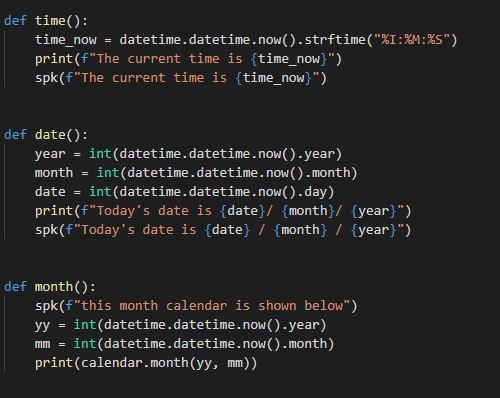 def time():
    time_now = datetime.datetime.now().strftime("%I:%M:%S")
    print(f"The current time is {time_now}")
    spk(f"The current time is {time_now}")
def date():
    year = int(datetime.datetime.now().year)
    month = int(datetime.datetime.now().month)
    date = int(datetime.datetime.now().day)
    print(f"Today's date is {date}/ {month}/ {year}")
    spk(f"Today's date is {date} / {month} / {year}")
def month():
    spk(f"this month calendar is shown below")
    yy = int(datetime.datetime.now().year)
    mm = int(datetime.datetime.now().month)
    print(calendar.month(yy, mm))